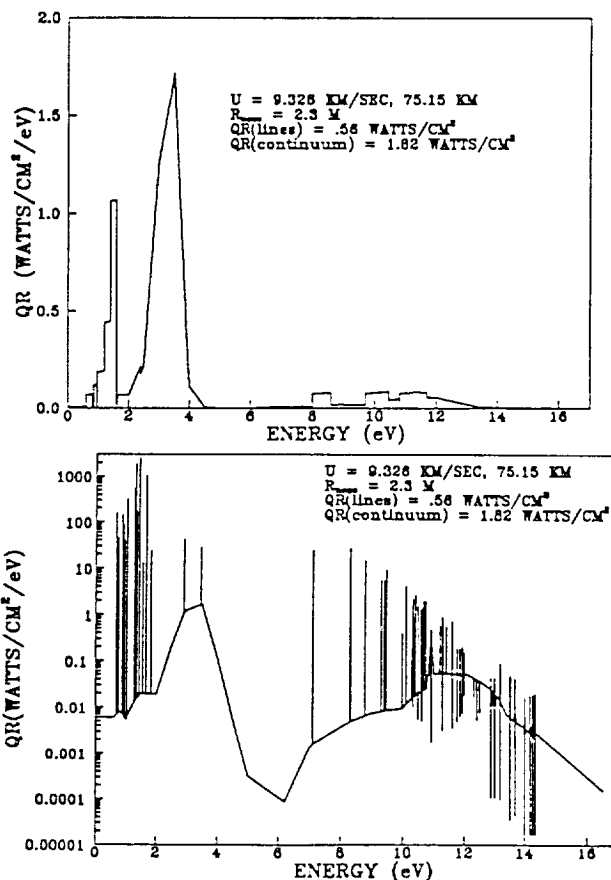 2.0
1.5
1.0
0.5
0.0
QR (WATTS/CM²/eV)
U = 9.326 KM/SEC, 75.15 KM
R = 2.3 M
QR(lines) = .56 WATTS/CM²
QR(continuum) = 1.82 WATTS/CM²
0 2 4 6 8 10 12 14 16
ENERGY (eV)
1000
100
10
1
0.1
0.01
0.001
0.0001
0.00001
QR(WATTS/CM²/eV)
U = 9.326 KM/SEC, 75.15 KM
R = 2.3 M
QR(lines) = .56 WATTS/CM²
QR(continuum) = 1.82 WATTS/CM²
0 2 4 6 8 10 12 14 16
ENERGY (eV)